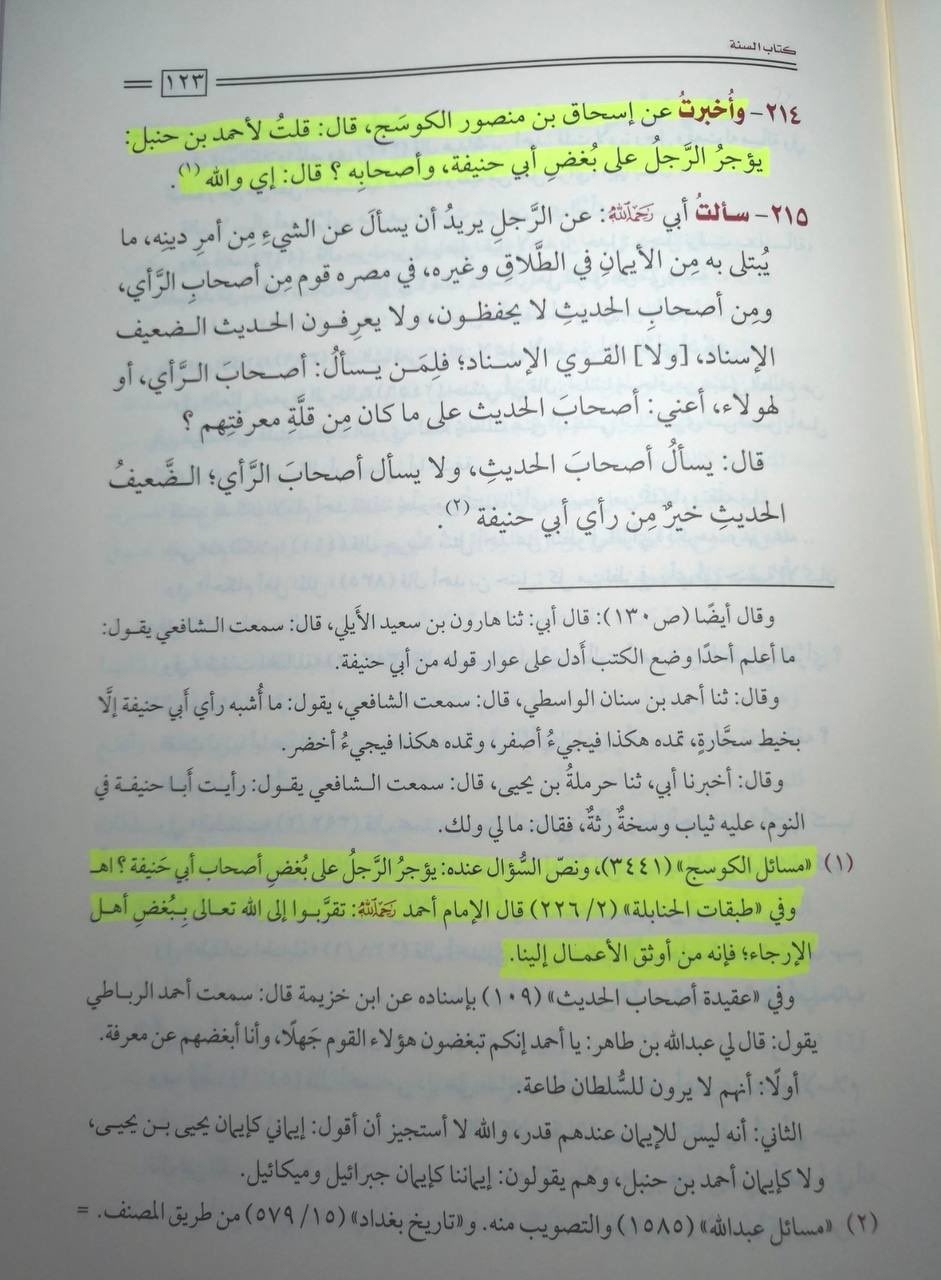 كتاب السنة
١٢٣
٢١٤- وأُخبرتُ عن إسحاق بن منصور الكوسَج، قال: قلتُ لأحمد بن حنبل:
يؤجرُ الرَّجلُ على بُغضِ أبي حنيفة، وأصحابِه؟ قال: إي والله (١).
٢١٥- سألتُ أبي رَحِمَهُ اللَّهُ: عن الرَّجلِ يريدُ أن يسألَ عن الشيءِ مِن أمرِ دينِه، ما
يُبتلى به مِن الأيمانِ في الطَّلاقِ وغيره، في مصره قوم مِن أصحابِ الرَّأي،
ومِن أصحابِ الحديثِ لا يحفظون، ولا يعرِفون الحديث الضعيف
الإسناد، [ولا] القوي الإسناد؛ فلِمَن يسألُ: أصحابَ الرَّأي، أو
لهولاء، أعني: أصحابَ الحديث على ما كان مِن قلَّةِ معرفتِهم؟
قال: يسألُ أصحابَ الحديثِ، ولا يسأل أصحابَ الرَّأي؛ الضَّعيفُ
الحديثِ خيرٌ مِن رأي أبي حنيفة (٢).
وقال أيضًا (ص١٣٠): قال أبي: ثنا هارون بن سعيد الأَيلي، قال: سمعت الشافعي يقول:
ما أعلم أحدًا وضع الكتب أَدل على عوار قوله من أبي حنيفة.
وقال: ثنا أحمد بن سنان الواسطي، قال: سمعت الشافعي، يقول: ما أُشبه رأي أَبي حنيفة إلَّا
بخيط سحَّارةٍ، تمده هكذا فيجيءُ أصفر، وتمده هكذا فيجيءُ أخضر.
وقال: أخبرنا أبي، ثنا حرملةُ بن يحيى، قال: سمعت الشافعي يقول: رأيت أَبا حنيفة في
النوم، عليه ثياب وسخةٌ رثةٌ، فقال: ما لي ولك.
(١) «مسائل الكوسج» (٣٤٤١)، ونصّ السُّؤال عنده: يؤجرُ الرَّجلُ على بُغضِ أصحاب أبي حَنيفة؟ اهـ
وفي «طبقات الحنابلة» (٢/ ٢٢٦) قال الإمام أحمد رَحِمَهُ اللَّهُ: تقرَّبوا إلى الله تعالى بِبُغضِ أهل
الإرجاء؛ فإنه من أوثق الأعمال إلينا.
وفي «عقيدة أصحاب الحديث» (١٠٩) بإسناده عن ابن خزيمة قال: سمعت أحمد الرباطي
يقول: قال لي عبدالله بن طاهر: يا أحمد إنكم تبغضون هؤلاء القوم جَهلًا، وأنا أبغضهم عن معرفة.
أولًا: أنهم لا يرون للسُّلطان طاعة.
الثاني: أنه ليس للإيمان عندهم قدر، والله لا أستجيز أن أقول: إيماني كإيمان يحيى بن يحيى،
ولا كإيمان أحمد بن حنبل، وهم يقولون: إيماننا كإيمان جبرائيل وميكائيل.
(٢) «مسائل عبدالله» (١٥٨٥) والتصويب منه. و«تاريخ بغداد» (١٥/ ٥٧٩) من طريق المصنف. =